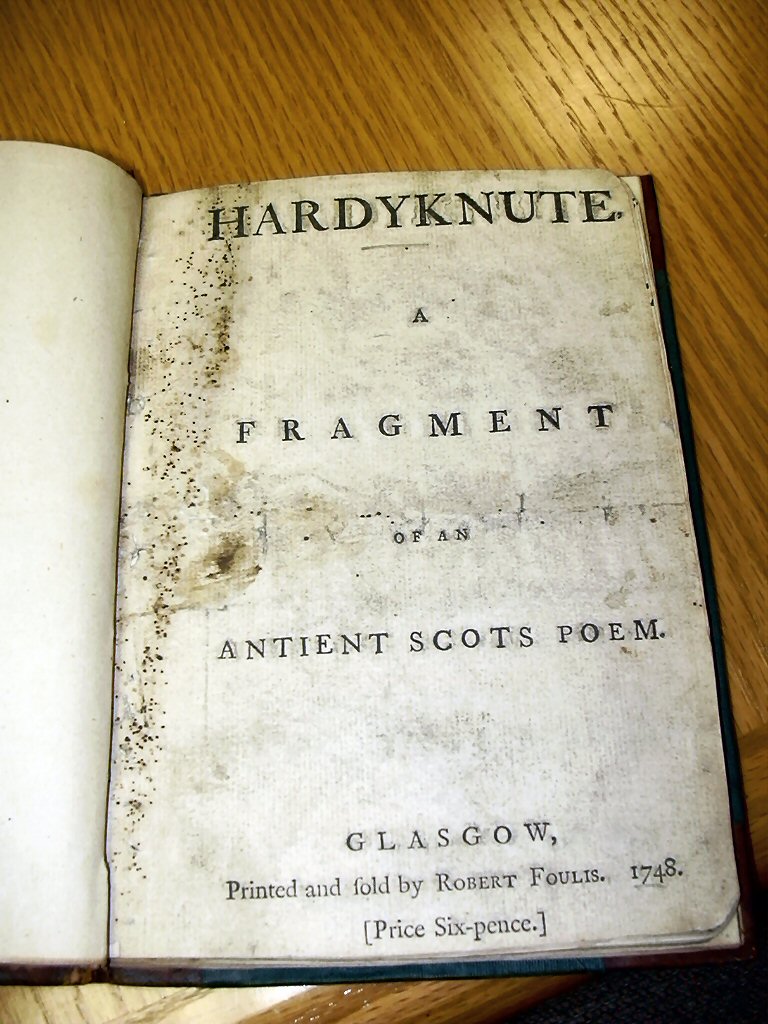 HARDYKNUTE.
A
FRAGMENT
OF AN
ANTIENT SCOTS POEM.
GLASGOW,
Printed and ſold by ROBERT FOULIS. 1748.
[Price Six-pence.]